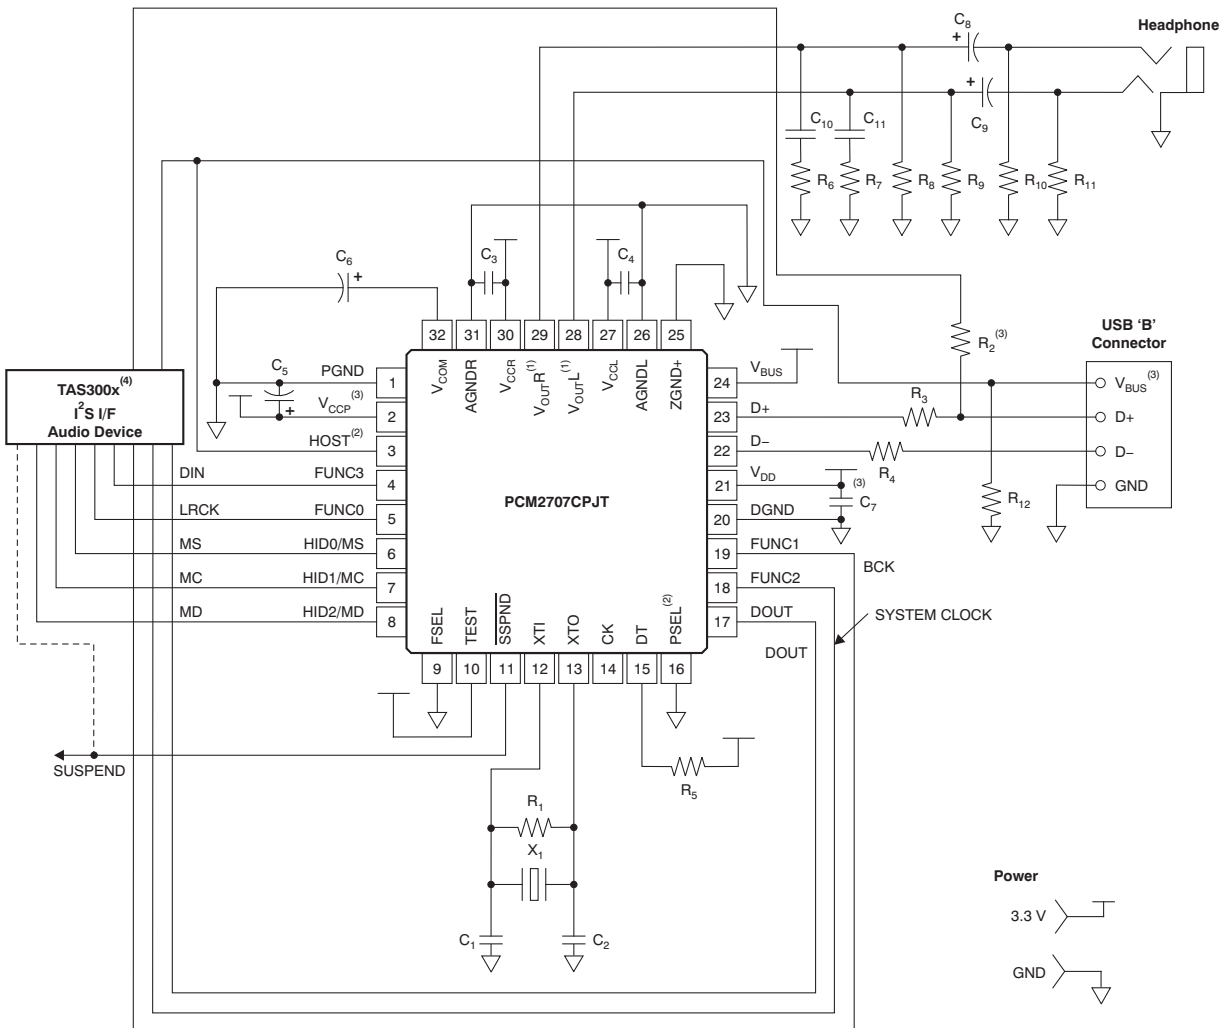 C8
Headphone
C9
C10
C11
R6
R7
R8
R9
R10
R11
C6
C3
C4
32
31
30
29
28
27
26
25
VCOM
AGNDR
VCCR
VOUTR(1)
VOUTL(1)
VCCL
AGNDL
ZGND+
USB 'B'
Connector
R2(3)
VBUS(3)
D+
D−
GND
R3
R4
R12
C7
(3)
TAS300x(4)
I2S I/F
Audio Device
C5
PGND
1
VCCP(3)
2
HOST(2)
3
DIN
FUNC3
4
LRCK
FUNC0
5
MS
HID0/MS
6
MC
HID1/MC
7
MD
HID2/MD
8
PCM2707CPJT
24
VBUS
23
D+
22
D−
21
VDD
20
DGND
19
FUNC1
BCK
18
FUNC2
SYSTEM CLOCK
17
DOUT
DOUT
FSEL
TEST
SSPND
XTI
XTO
CK
DT
PSEL(2)
9
10
11
12
13
14
15
16
SUSPEND
R5
R1
X1
C1
C2
Power
3.3 V
GND